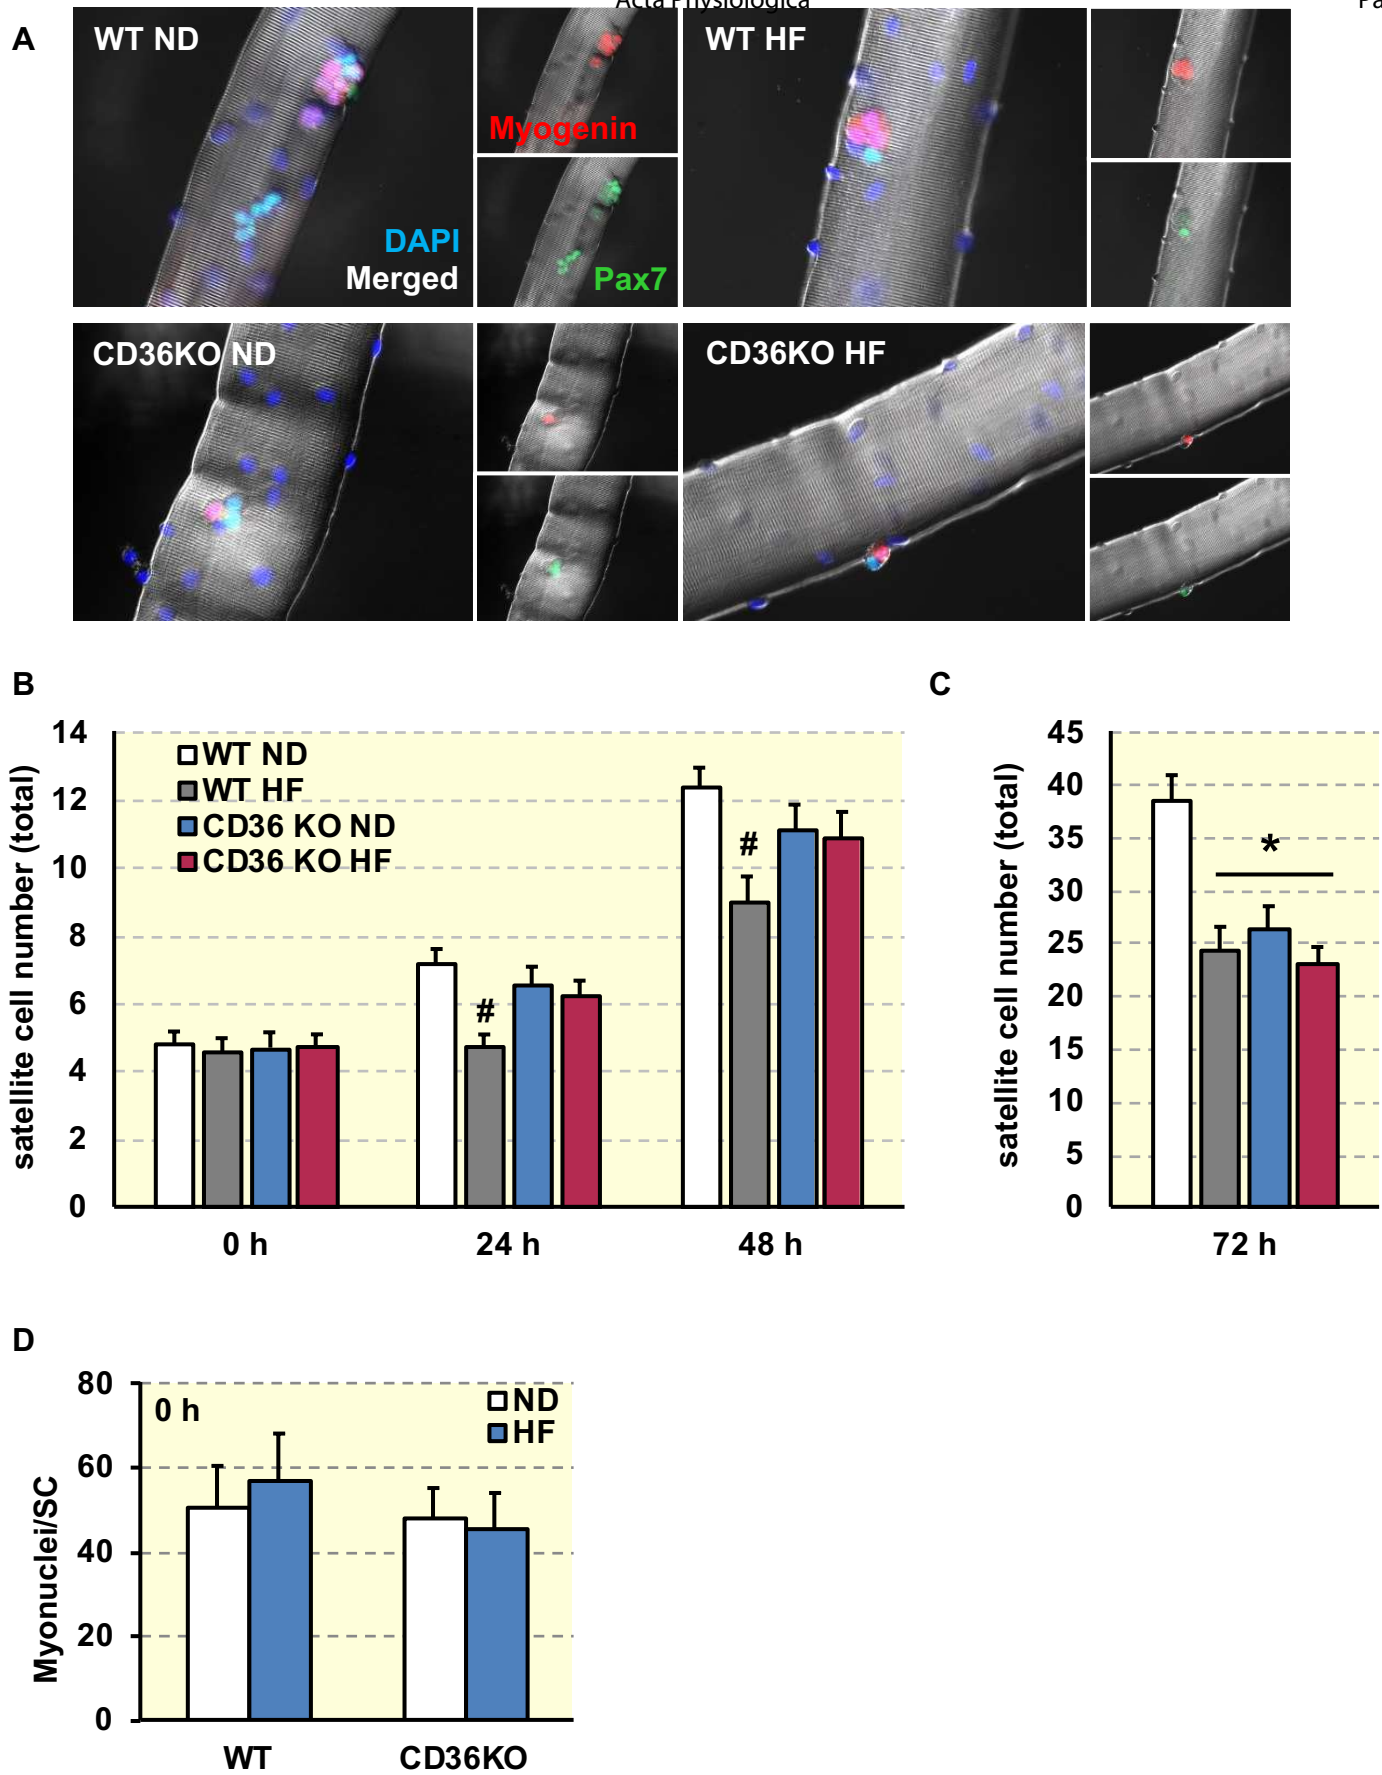 Acta Physiologica
Pa
A
WT ND
Myogenin
DAPI
Merged
Pax7
WT HF
CD36KO ND
CD36KO HF
B
satellite cell number (total)
14
12
10
8
6
4
2
0
WT ND
WT HF
CD36 KO ND
CD36 KO HF
#
#
0 h
24 h
48 h
C
satellite cell number (total)
45
40
35
30
25
20
15
10
5
0
*
72 h
D
Myonuclei/SC
80
60
40
20
0
0 h
ND
HF
WT
CD36KO